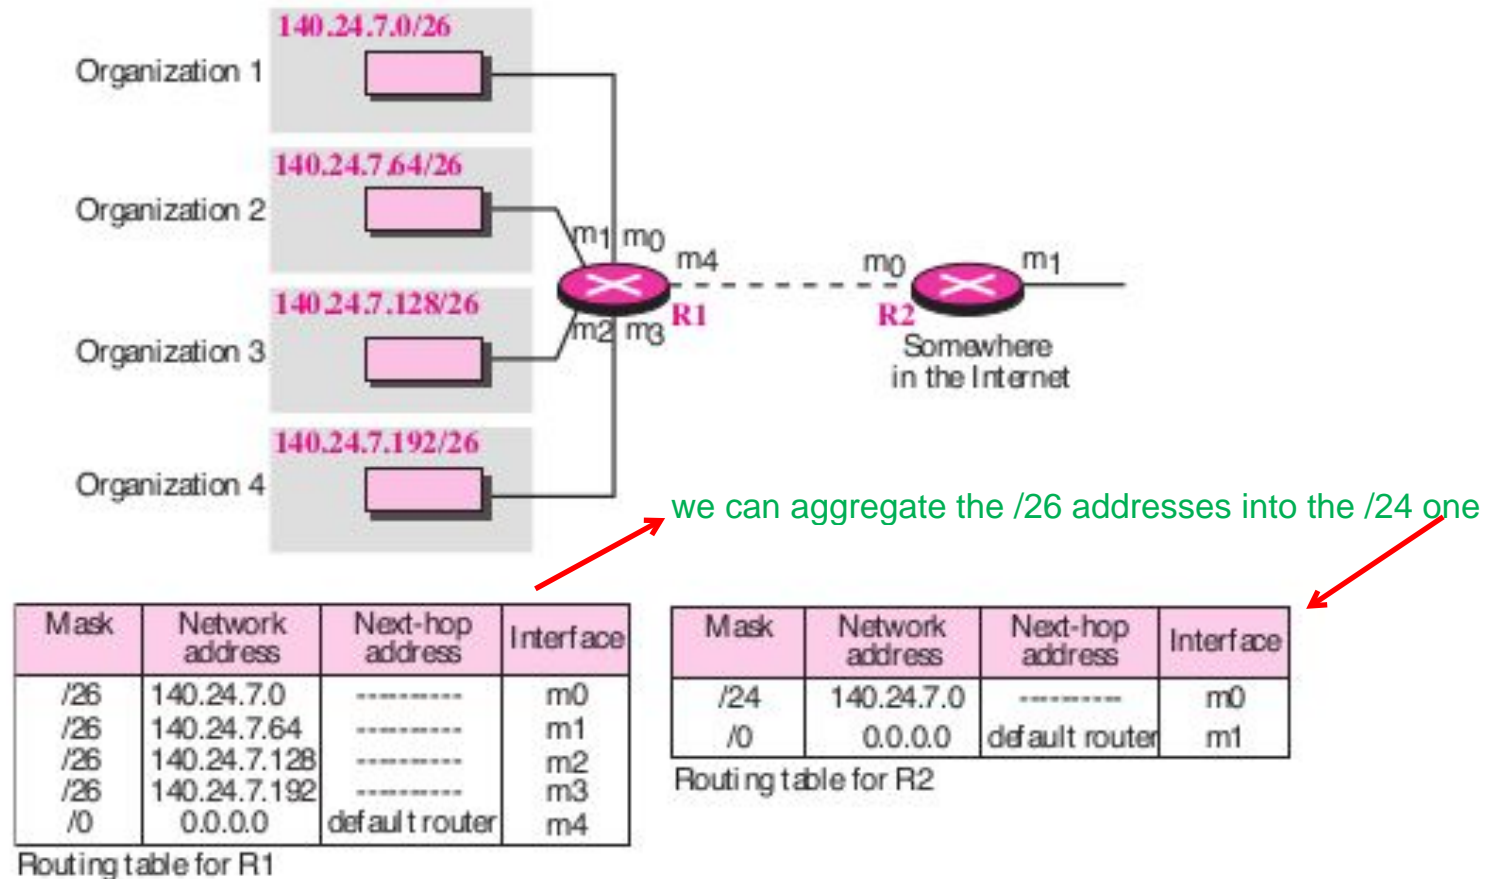 140.24.7.0/26
Organization 1
140.24.7.64/26
Organization 2
m1 m0
m4
m0
m1
140.24.7.128/26
R1
R2
m2 m3
Organization 3
Somewhere
in the Internet
140.24.7.192/26
Organization 4
we can aggregate the /26 addresses into the /24 one
Mask Network address Next-hop address Interface
/26 140.24.7.0 ---------- m0
/26 140.24.7.64 ---------- m1
/26 140.24.7.128 ---------- m2
/26 140.24.7.192 ---------- m3
/0 0.0.0.0 default router m4
Routing table for R1
Mask Network address Next-hop address Interface
/24 140.24.7.0 ---------- m0
/0 0.0.0.0 default router m1
Routing table for R2